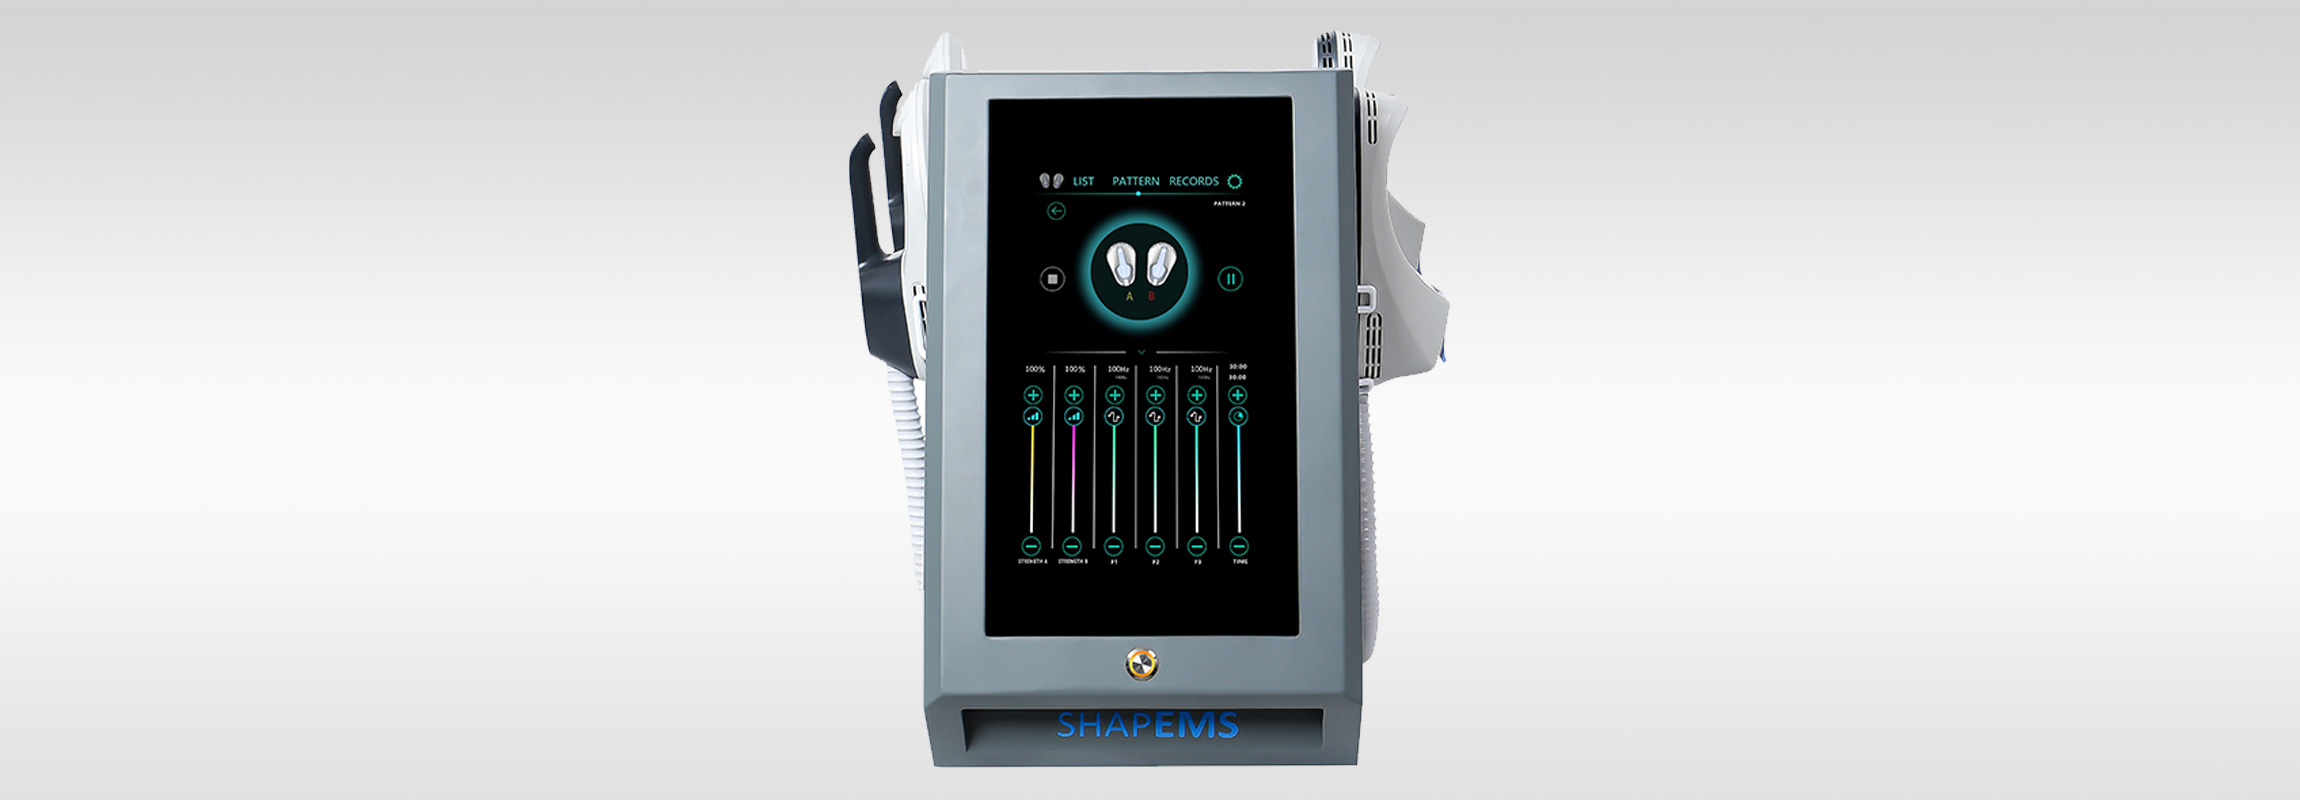 LIST PATTERN RECORDS
PATTERN 2
A B
100% 100% 100Hz 100Hz 100Hz 30:00
30:00
STRENGTH A STRENGTH B F1 F2 F3 TIME
SHAPEMS